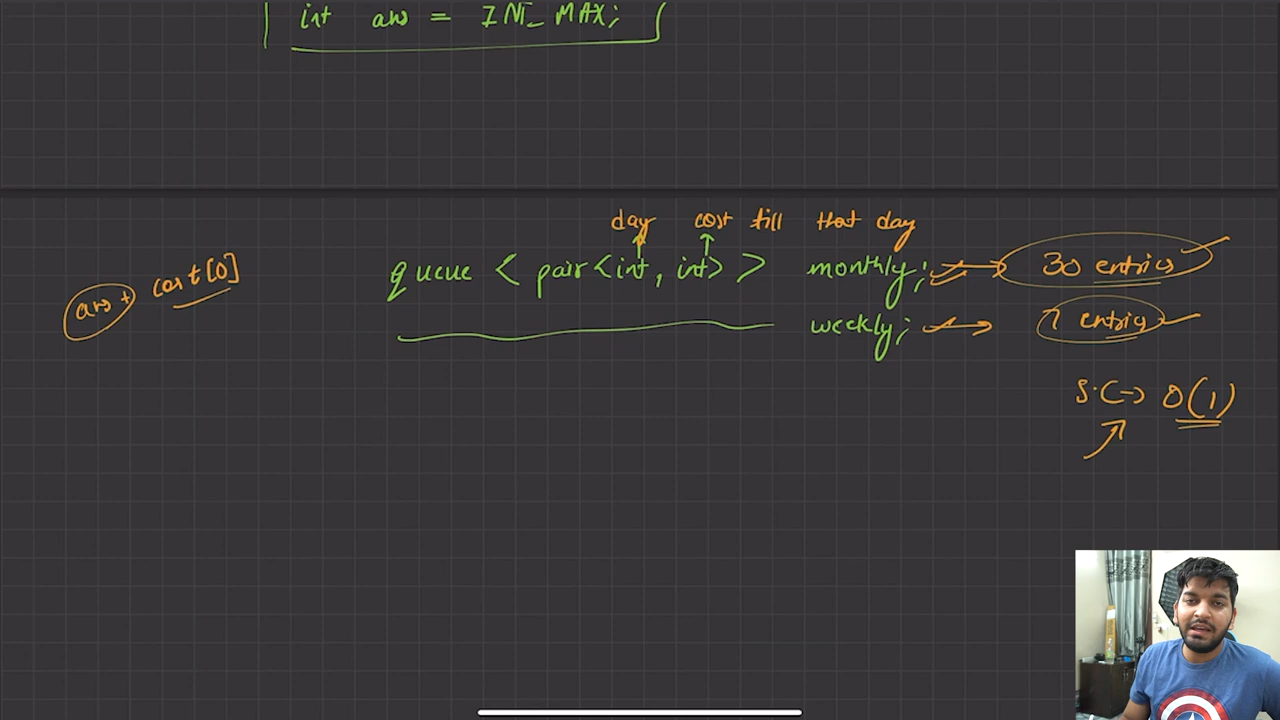 int ans = INT_MAX;
day cost till that day
ans + cost[0]
queue < pair<int, int> > monthly; → 30 entries
weekly; → 7 entries
S.C → O(1)